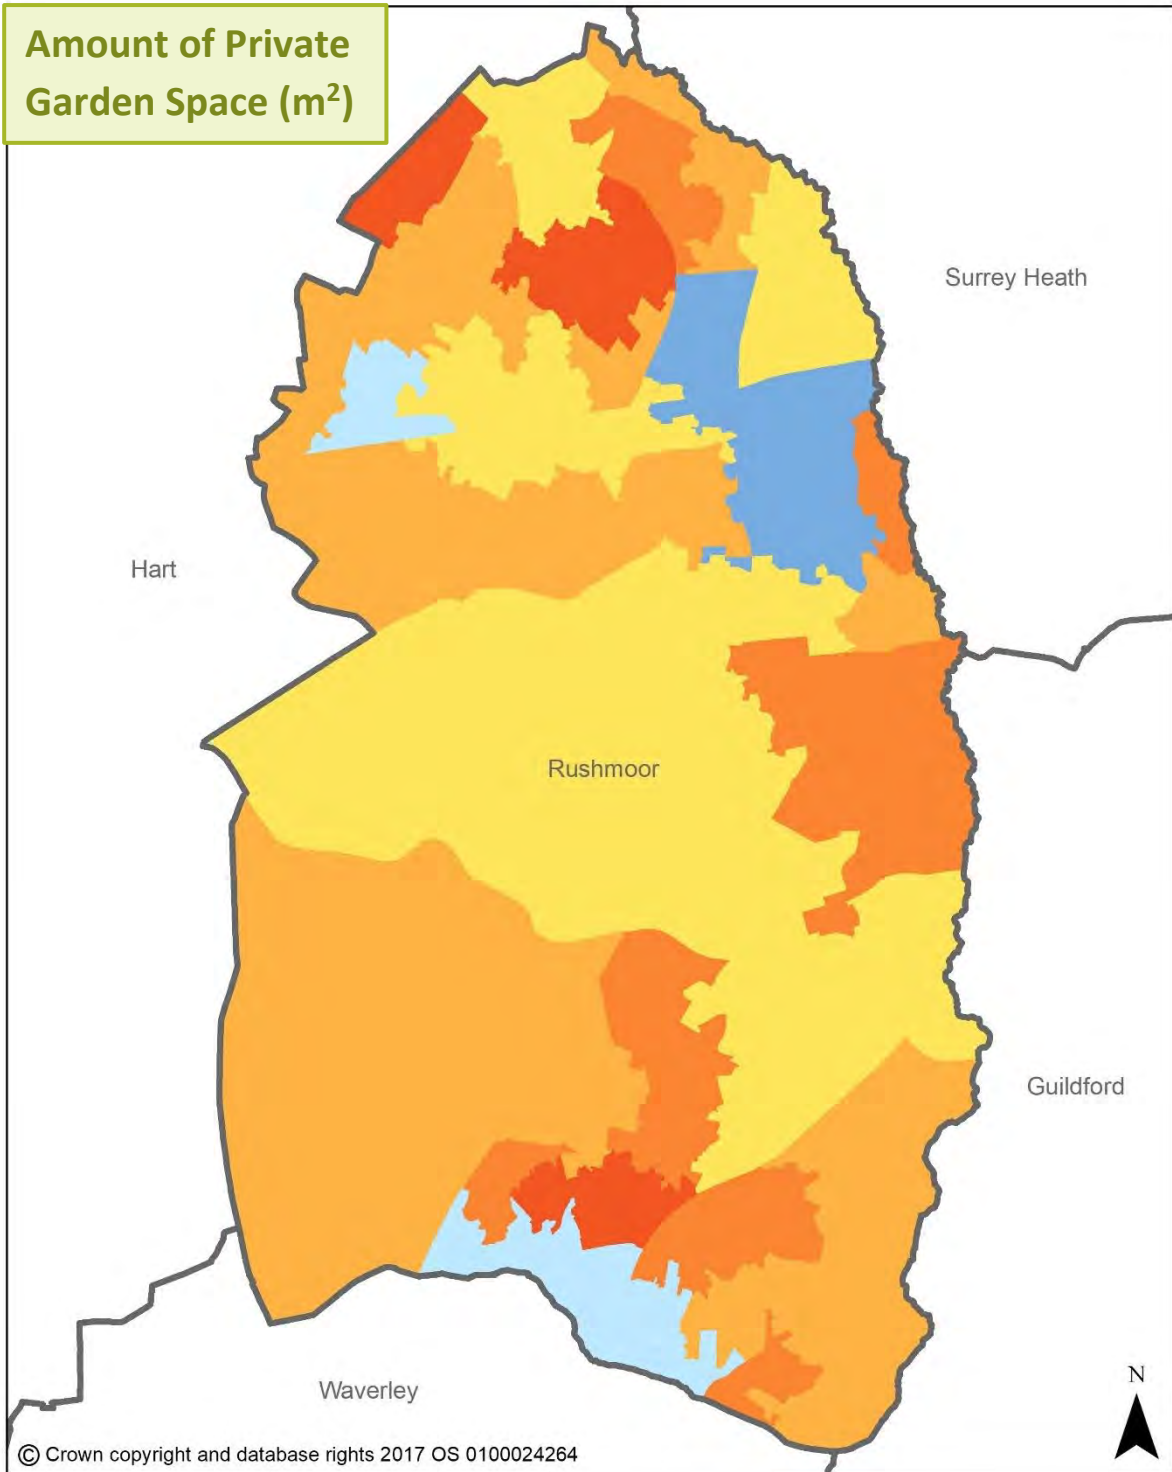 Amount of Private
Garden Space (m²)
Surrey Heath
Hart
Rushmoor
Guildford
Waverley
N
© Crown copyright and database rights 2017 OS 0100024264